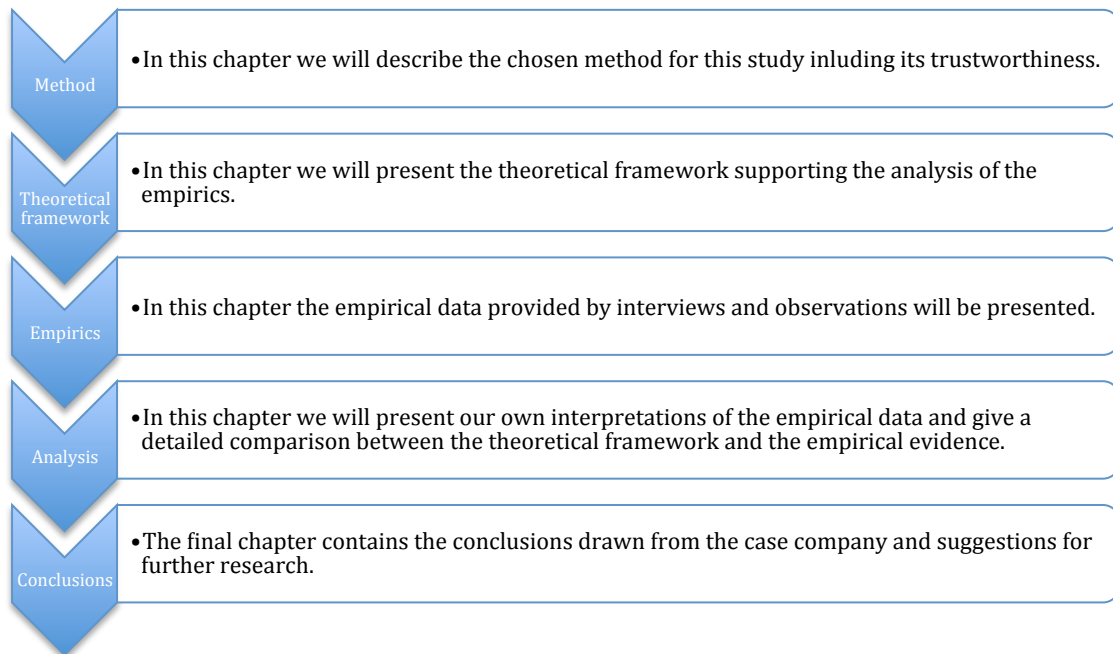 Method
•In this chapter we will describe the chosen method for this study inluding its trustworthiness.
Theoretical
framework
•In this chapter we will present the theoretical framework supporting the analysis of the
empirics.
Empirics
•In this chapter the empirical data provided by interviews and observations will be presented.
Analysis
•In this chapter we will present our own interpretations of the empirical data and give a
detailed comparison between the theoretical framework and the empirical evidence.
Conclusions
•The final chapter contains the conclusions drawn from the case company and suggestions for
further research.